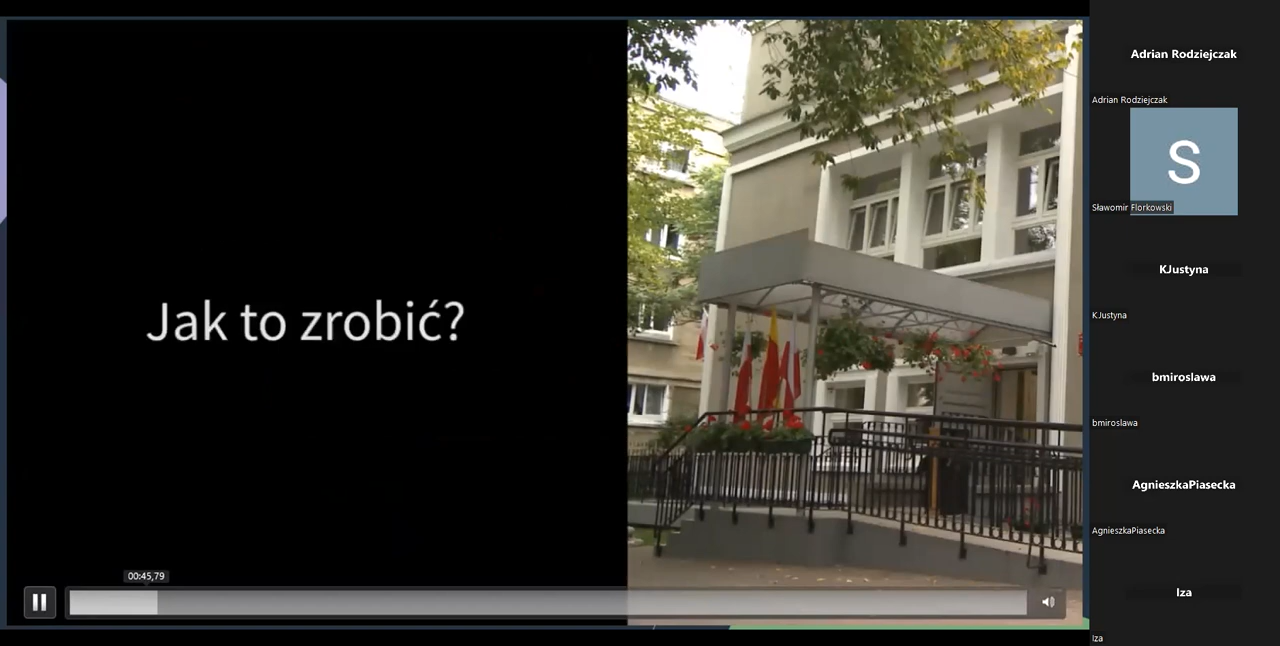 Jak to zrobić?
00:45,79
Adrian Rodziejczak
Adrian Rodziejczak
S
Sławomir Florkowski
KJustyna
KJustyna
bmiroslawa
bmiroslawa
AgnieszkaPiasecka
AgnieszkaPiasecka
Iza
Iza